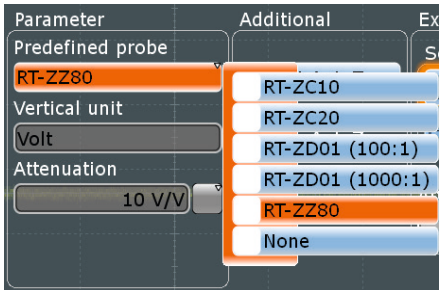 Parameter
Additional
Ex
Predefined probe
RT-ZZ80
Vertical unit
Volt
Attenuation
10 V/V
RT-ZC10
RT-ZC20
RT-ZD01 (100:1)
RT-ZD01 (1000:1)
RT-ZZ80
None